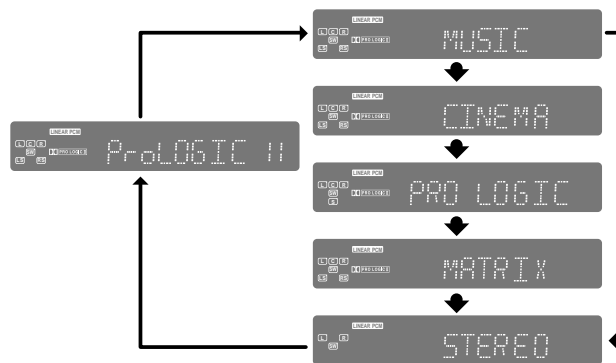 LINEAR PCM
L C R
SW
LS RS
PRO LOGIC II
MUSIC
LINEAR PCM
L C R
SW
LS RS
PRO LOGIC II
CINEMA
LINEAR PCM
L C R
SW
LS RS
PRO LOGIC II
ProLOGIC II
LINEAR PCM
L C R
SW
S
PRO LOGIC II
PRO LOGIC
LINEAR PCM
L C R
SW
LS RS
PRO LOGIC II
MATRIX
LINEAR PCM
L R
SW
STEREO